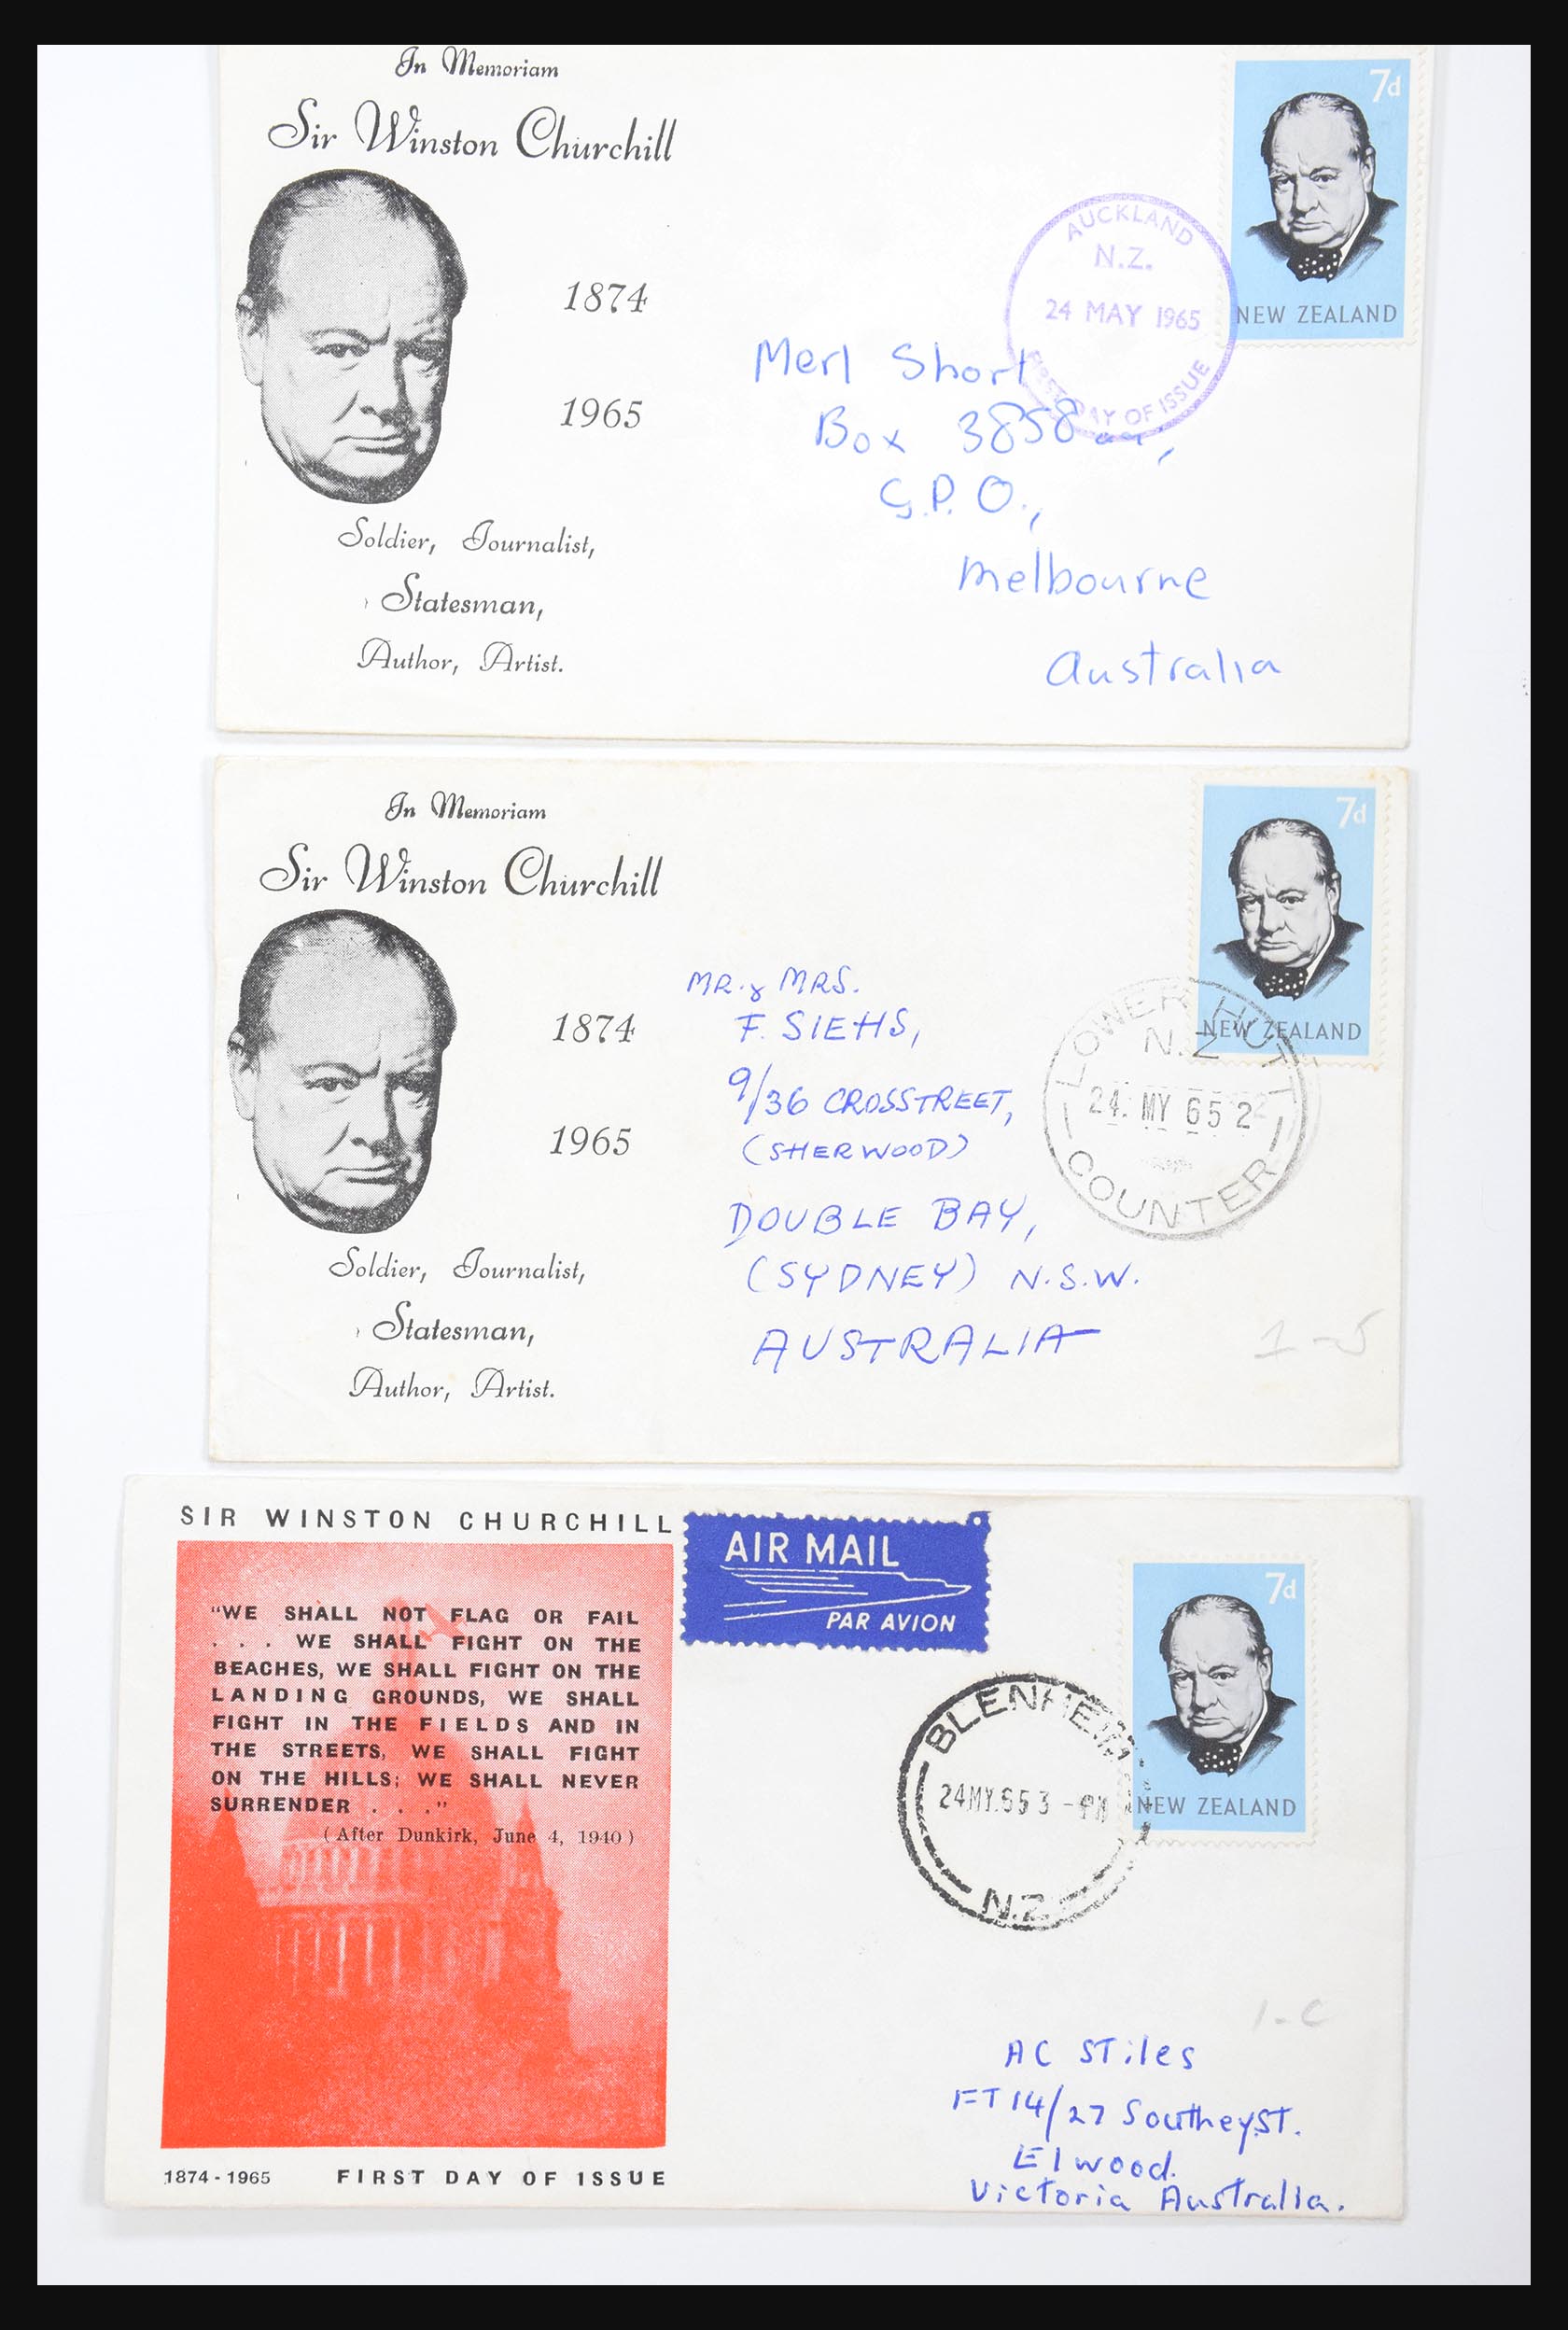 In Memoriam
Sir Winston Churchill
1874
1965
Soldier, Journalist,
Statesman,
Author, Artist.
7d
NEW ZEALAND
AUCKLAND
N.Z.
24 MAY 1965
FIRST DAY OF ISSUE
Merl Short
Box 3858
G.P.O.,
Melbourne
Australia
In Memoriam
Sir Winston Churchill
1874
1965
Soldier, Journalist,
Statesman,
Author, Artist.
7d
NEW ZEALAND
LOWER HUTT
N.Z
24. MY 65 2
COUNTER
MR. & MRS.
F. SIEHS,
9/36 CROSSTREET,
(SHERWOOD)
DOUBLE BAY,
(SYDNEY) N.S.W.
AUSTRALIA
1-5
SIR WINSTON CHURCHILL
"WE SHALL NOT FLAG OR FAIL
. . . WE SHALL FIGHT ON THE
BEACHES, WE SHALL FIGHT ON THE
LANDING GROUNDS, WE SHALL
FIGHT IN THE FIELDS AND IN
THE STREETS, WE SHALL FIGHT
ON THE HILLS; WE SHALL NEVER
SURRENDER . . ."
(After Dunkirk, June 4, 1940)
1874-1965 FIRST DAY OF ISSUE
AIR MAIL
PAR AVION
7d
NEW ZEALAND
BLENHEIM
24MY.65 3 -PM
N.Z
1-C
AC STiles
FT 14/27 Southey ST.
Elwood.
Victoria Australia.